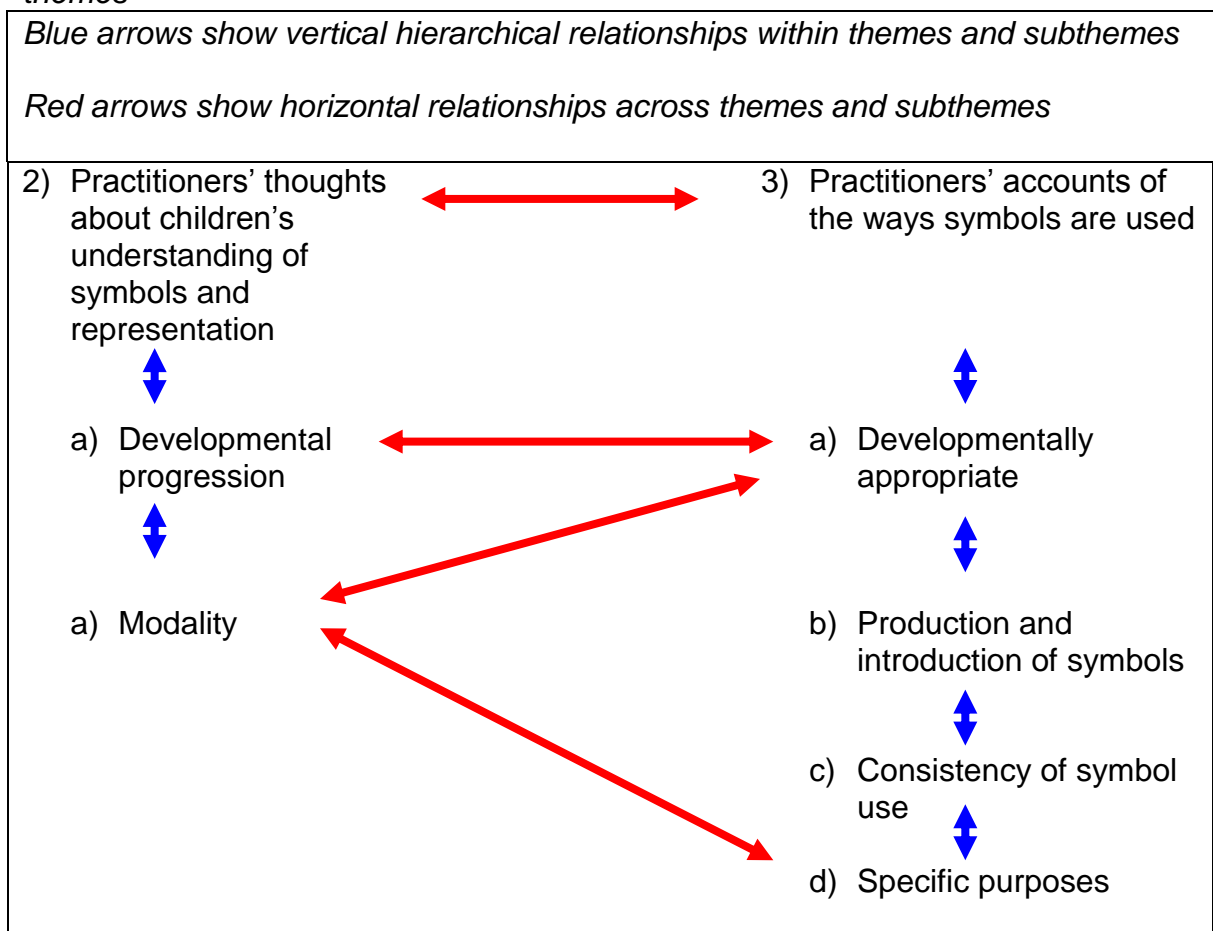 themes
Blue arrows show vertical hierarchical relationships within themes and subthemes
Red arrows show horizontal relationships across themes and subthemes
2) Practitioners’ thoughts
about children’s
understanding of
symbols and
representation
3) Practitioners’ accounts of
the ways symbols are used
a) Developmental
progression
a) Developmentally
appropriate
a) Modality
b) Production and
introduction of symbols
c) Consistency of symbol
use
d) Specific purposes